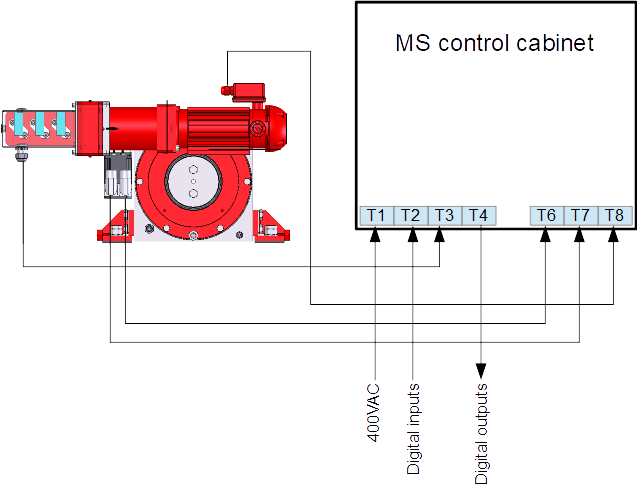 MS control cabinet
T1 T2 T3 T4 T6 T7 T8
400VAC
Digital inputs
Digital outputs